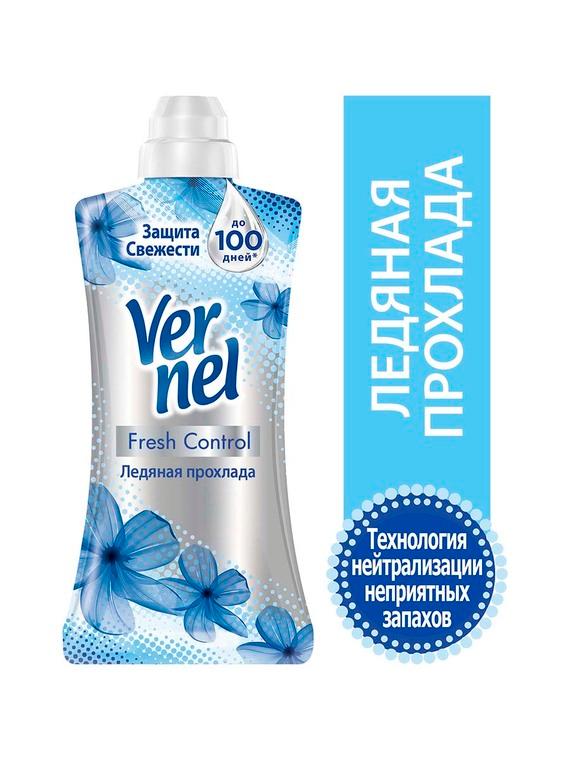 Защита
Свежести
до
100
дней*
Ver
nel
Fresh Control
Ледяная прохлада
ЛЕДЯНАЯ
ПРОХЛАДА
Технология
нейтрализации
неприятных
запахов